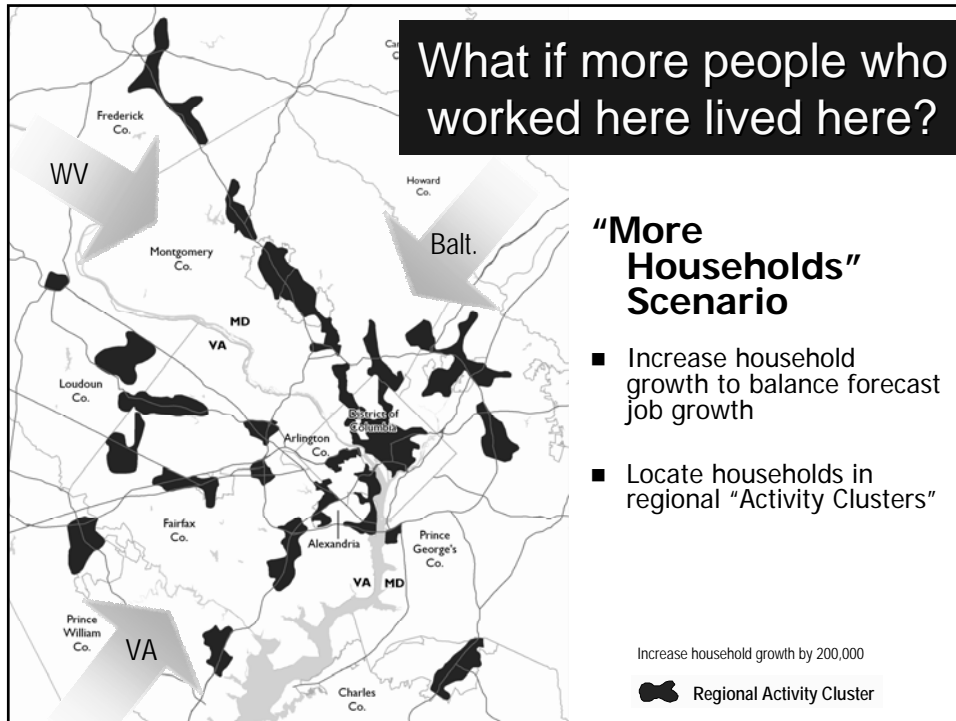 What if more people who
worked here lived here?
Frederick
Co.
WV
Howard
Co.
Balt.
Montgomery
Co.
MD
VA
Loudoun
Co.
District of
Columbia
Arlington
Co.
Fairfax
Co.
Alexandria
Prince
George's
Co.
VA
MD
Prince
William
Co.
VA
Charles
Co.
"More
Households"
Scenario
■ Increase household
growth to balance forecast
job growth
■ Locate households in
regional "Activity Clusters"
Increase household growth by 200,000
Regional Activity Cluster